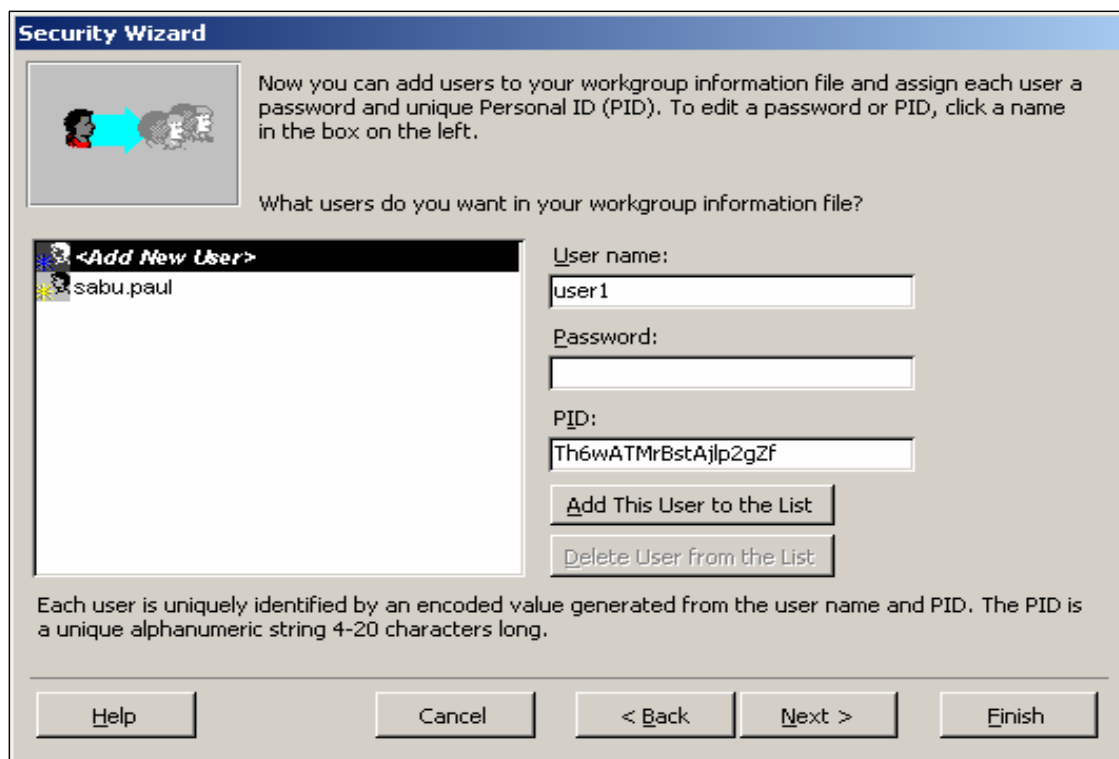 Security Wizard
Now you can add users to your workgroup information file and assign each user a
password and unique Personal ID (PID). To edit a password or PID, click a name
in the box on the left.
What users do you want in your workgroup information file?
<Add New User>
sabu.paul
User name:
user1
Password:
PID:
Th6wATMrBstAjlp2gZf
Add This User to the List
Delete User from the List
Each user is uniquely identified by an encoded value generated from the user name and PID. The PID is
a unique alphanumeric string 4-20 characters long.
Help
Cancel
< Back
Next >
Finish